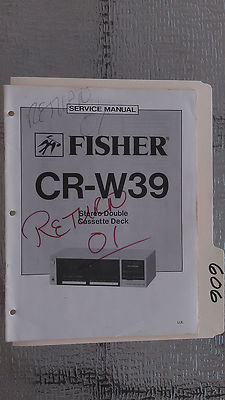 RETURN
SERVICE MANUAL
FISHER
CR-W39
Stereo Double
Cassette Deck
RETURN
01
606
U.K.